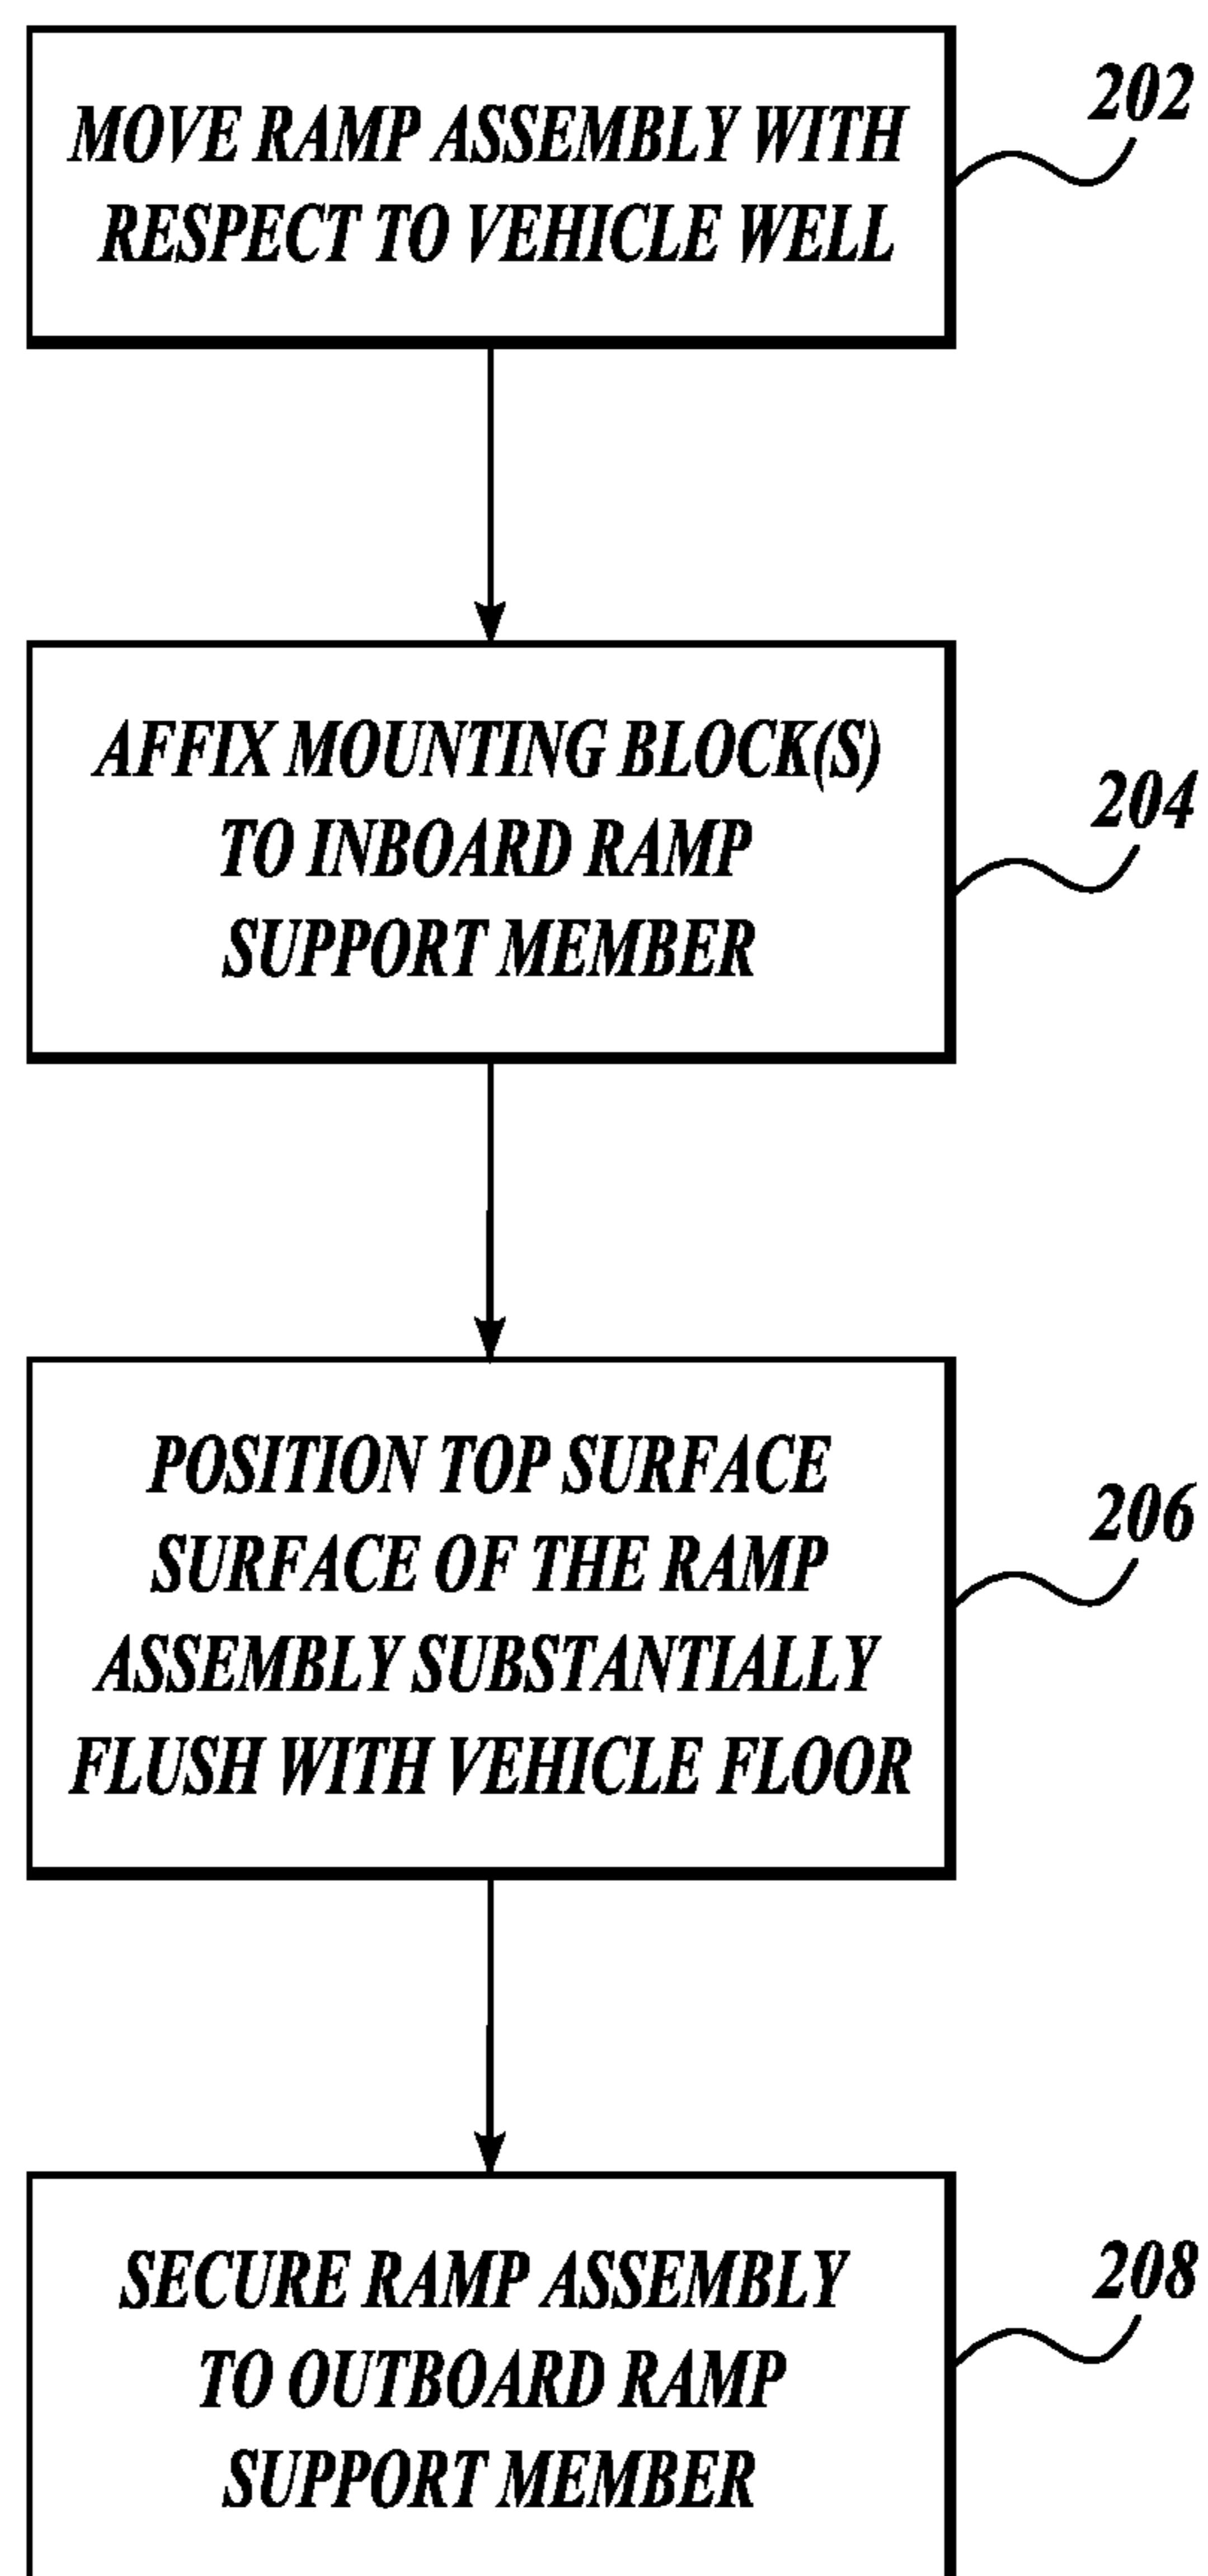 MOVE RAMP ASSEMBLY WITH
RESPECT TO VEHICLE WELL
202
AFFIX MOUNTING BLOCK(S)
TO INBOARD RAMP
SUPPORT MEMBER
204
POSITION TOP SURFACE
SURFACE OF THE RAMP
ASSEMBLY SUBSTANTIALLY
FLUSH WITH VEHICLE FLOOR
206
SECURE RAMP ASSEMBLY
TO OUTBOARD RAMP
SUPPORT MEMBER
208